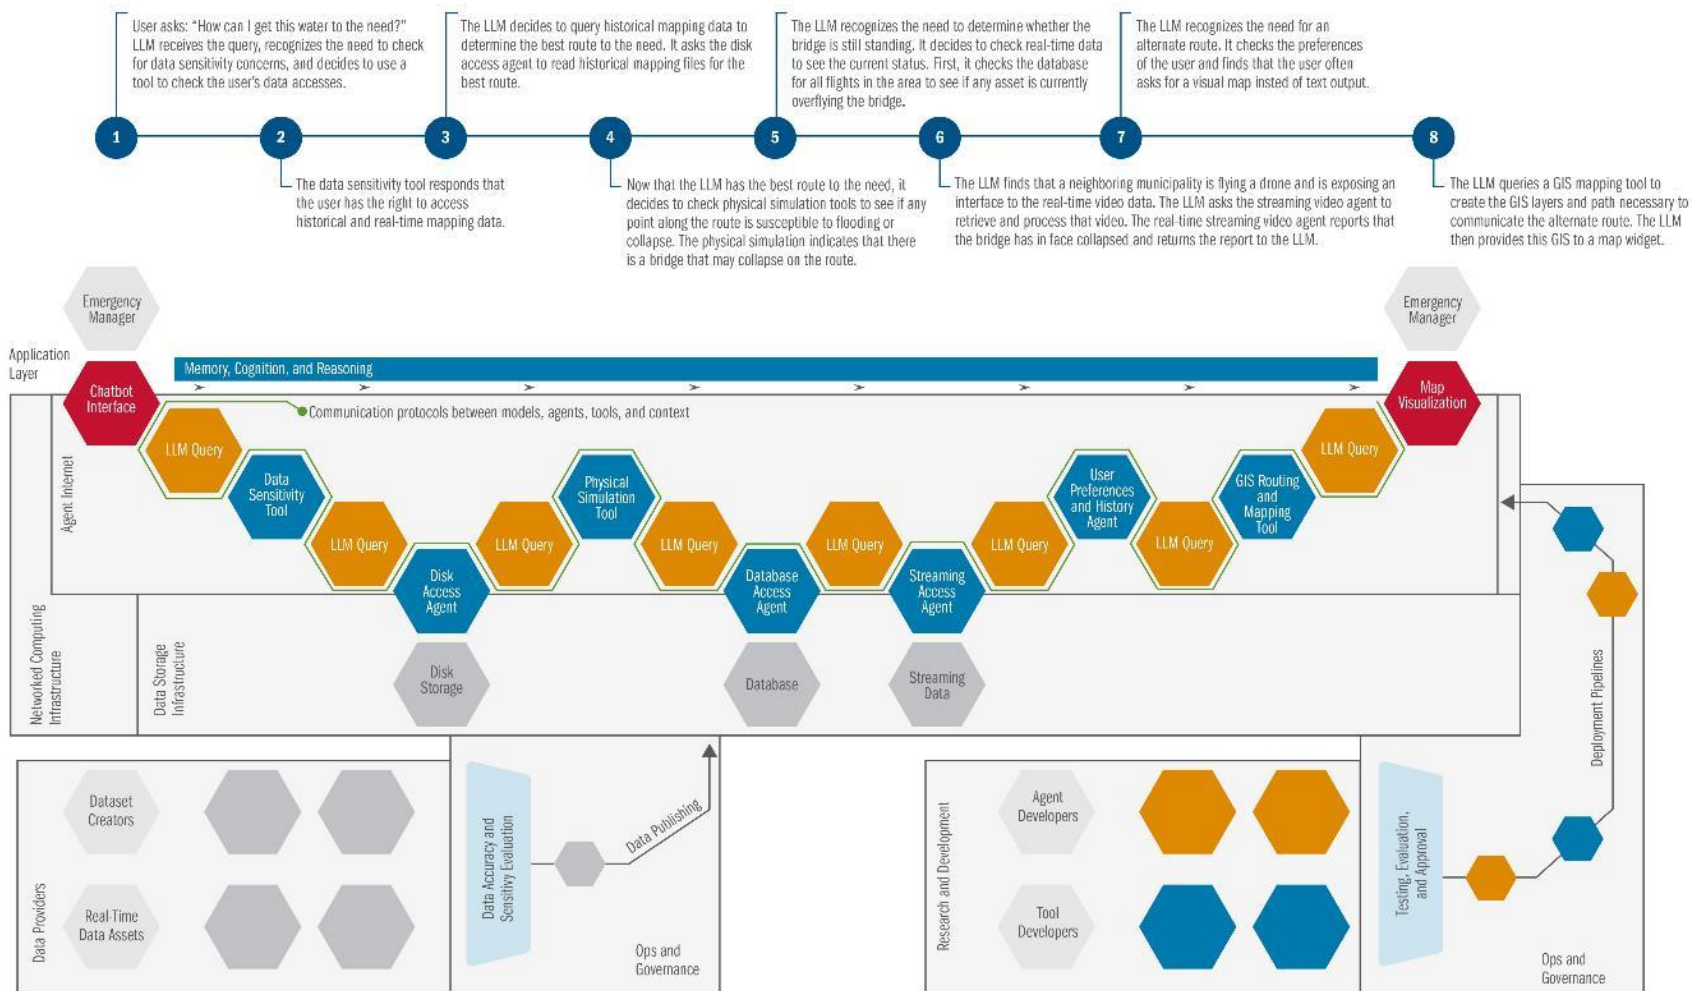 User asks: “How can I get this water to the need?”
LLM receives the query, recognizes the need to check
for data sensitivity concerns, and decides to use a
tool to check the user's data accesses.
The LLM decides to query historical mapping data to
determine the best route to the need. It asks the disk
access agent to read historical mapping files for the
best route.
The LLM recognizes the need to determine whether the
bridge is still standing. It decides to check real-time data
to see the current status. First, it checks the database
for all flights in the area to see if any asset is currently
overflying the bridge.
The LLM recognizes the need for an
alternate route. It checks the preferences
of the user and finds that the user often
asks for a visual map insted of text output.
1
2
3
4
5
6
7
8
The data sensitivity tool responds that
the user has the right to access
historical and real-time mapping data.
Now that the LLM has the best route to the need, it
decides to check physical simulation tools to see if any
point along the route is susceptible to flooding or
collapse. The physical simulation indicates that there
is a bridge that may collapse on the route.
The LLM finds that a neighboring municipality is flying a drone and is exposing an
interface to the real-time video data. The LLM asks the streaming video agent to
retrieve and process that video. The real-time streaming video agent reports that
the bridge has in face collapsed and returns the report to the LLM.
The LLM queries a GIS mapping tool to
create the GIS layers and path necessary to
communicate the alternate route. The LLM
then provides this GIS to a map widget.
Emergency
Manager
Emergency
Manager
Application
Layer
Memory, Cognition, and Reasoning
Chatbot
Interface
Map
Visualization
Communication protocols between models, agents, tools, and context
Agent Internet
LLM Query
Data
Sensitivity
Tool
LLM Query
Disk
Access
Agent
LLM Query
Physical
Simulation
Tool
LLM Query
Database
Access
Agent
LLM Query
Streaming
Access
Agent
LLM Query
User
Preferences
and History
Agent
LLM Query
GIS Routing
and
Mapping
Tool
LLM Query
Networked Computing
Infrastructure
Data Storage
Infrastructure
Disk
Storage
Database
Streaming
Data
Deployment Pipelines
Data Providers
Dataset
Creators
Real-Time
Data Assets
Data Accuracy and
Sensitivy Evaluation
Data Publishing
Ops and
Governance
Research and Development
Agent
Developers
Tool
Developers
Testing, Evaluation,
and Approval
Ops and
Governance